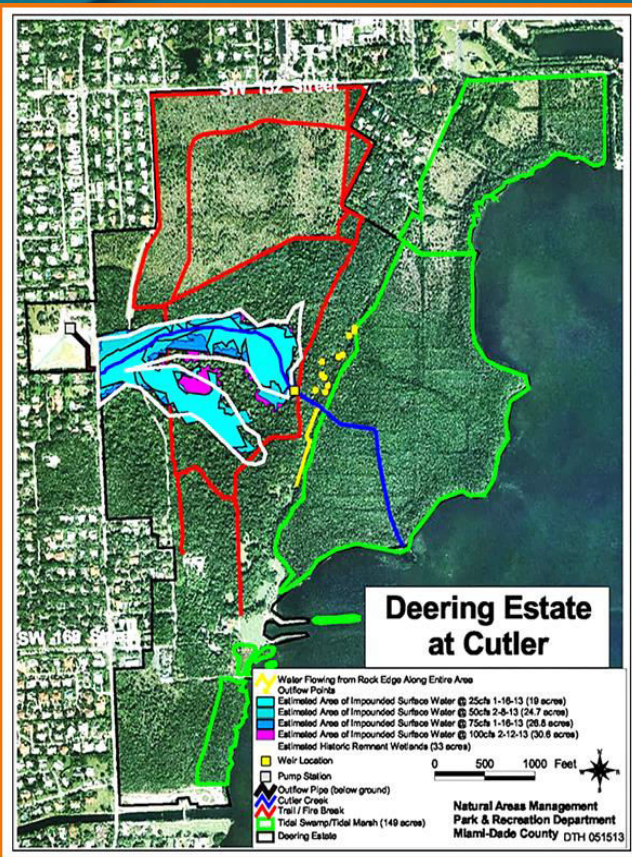 SW 152 Street
Old Cutler Road
SW 168 Street
Deering Estate
at Cutler
Water Flowing from Rock Edge Along Entire Area
Outflow Points
Estimated Area of Impounded Surface Water @ 25cfs 1-16-13 (19 acres)
Estimated Area of Impounded Surface Water @ 50cfs 2-8-13 (24.7 acres)
Estimated Area of Impounded Surface Water @ 75cfs 1-16-13 (26.8 acres)
Estimated Area of Impounded Surface Water @ 100cfs 2-12-13 (30.6 acres)
Estimated Historic Remnant Wetlands (33 acres)
Weir Location
Pump Station
Outflow Pipe (below ground)
Cutler Creek
Trail / Fire Break
Tidal Swamp/Tidal Marsh (149 acres)
Deering Estate
0 500 1000 Feet
Natural Areas Management
Park & Recreation Department
Miami-Dade County DTH 051513